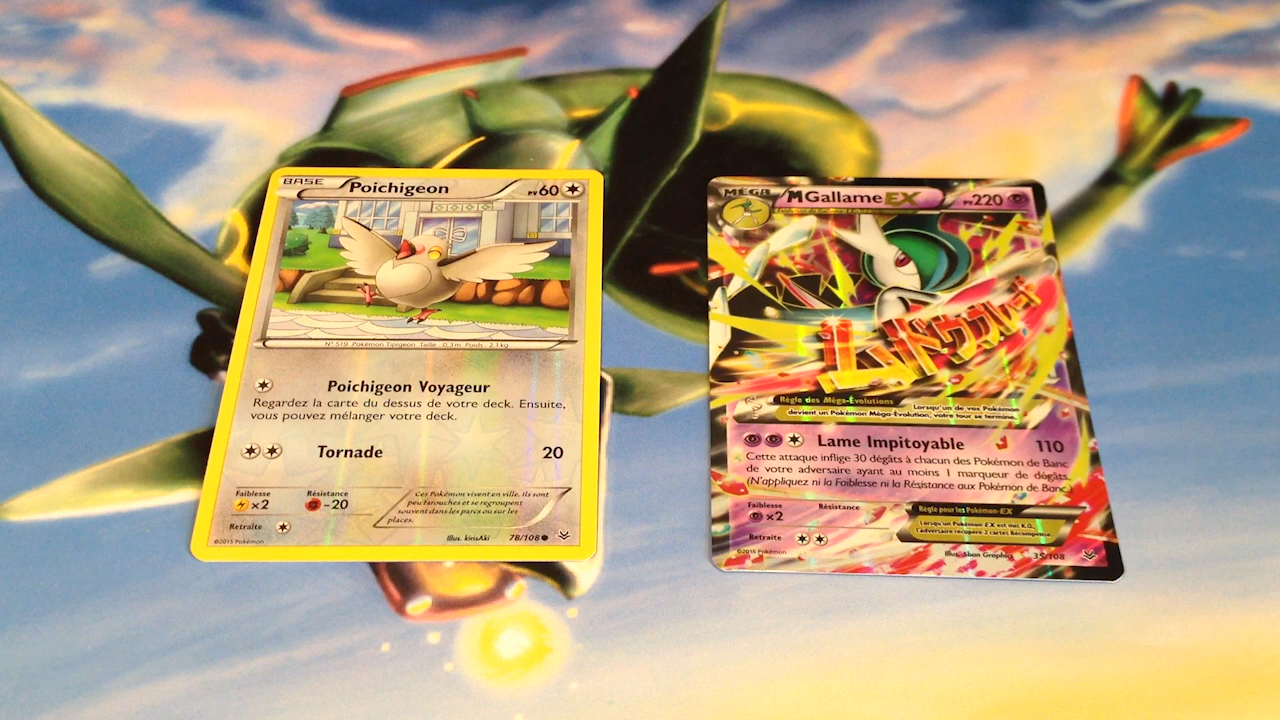 BASE Poichigeon PV60
N° 519 Pokémon Tipigeon Taille : 0,3m Poids : 2,1kg
Poichigeon Voyageur
Regardez la carte du dessus de votre deck. Ensuite,
vous pouvez mélanger votre deck.
Tornade 20
Faiblesse Résistance
×2 -20
Retraite
Ces Pokémon vivent en ville. Ils sont
peu farouches et se regroupent
souvent dans les parcs ou sur les
places.
©2015 Pokémon Illus. kirisAki 78/108
MÉGA M Gallame EX PV220
Règle des Méga-Évolutions Lorsqu'un de vos Pokémon
devient un Pokémon Méga-Évolution, votre tour se termine.
Lame Impitoyable 110
Cette attaque inflige 30 dégâts à chacun des Pokémon de Banc
de votre adversaire ayant au moins 1 marqueur de dégâts.
(N'appliquez ni la Faiblesse ni la Résistance aux Pokémon de Banc.)
Faiblesse Résistance
×2
Retraite
Règle pour les Pokémon-EX
Lorsqu'un Pokémon-EX est mis K.O.,
l'adversaire récupère 2 cartes Récompense.
Illus. 5ban Graphics 35/108